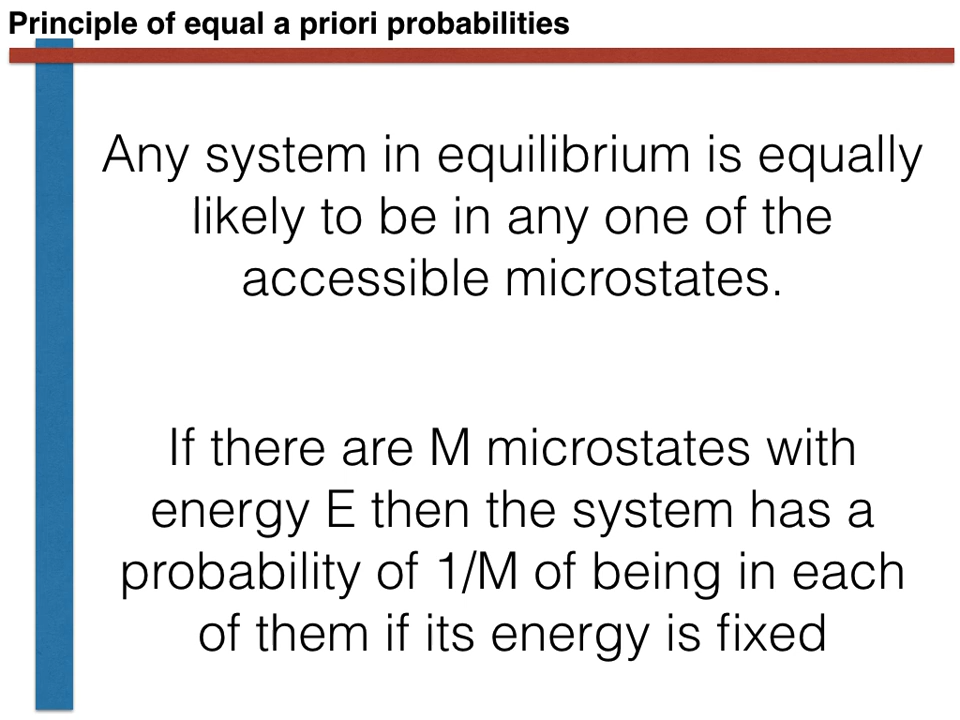 Principle of equal a priori probabilities
Any system in equilibrium is equally
likely to be in any one of the
accessible microstates.
If there are M microstates with
energy E then the system has a
probability of 1/M of being in each
of them if its energy is fixed